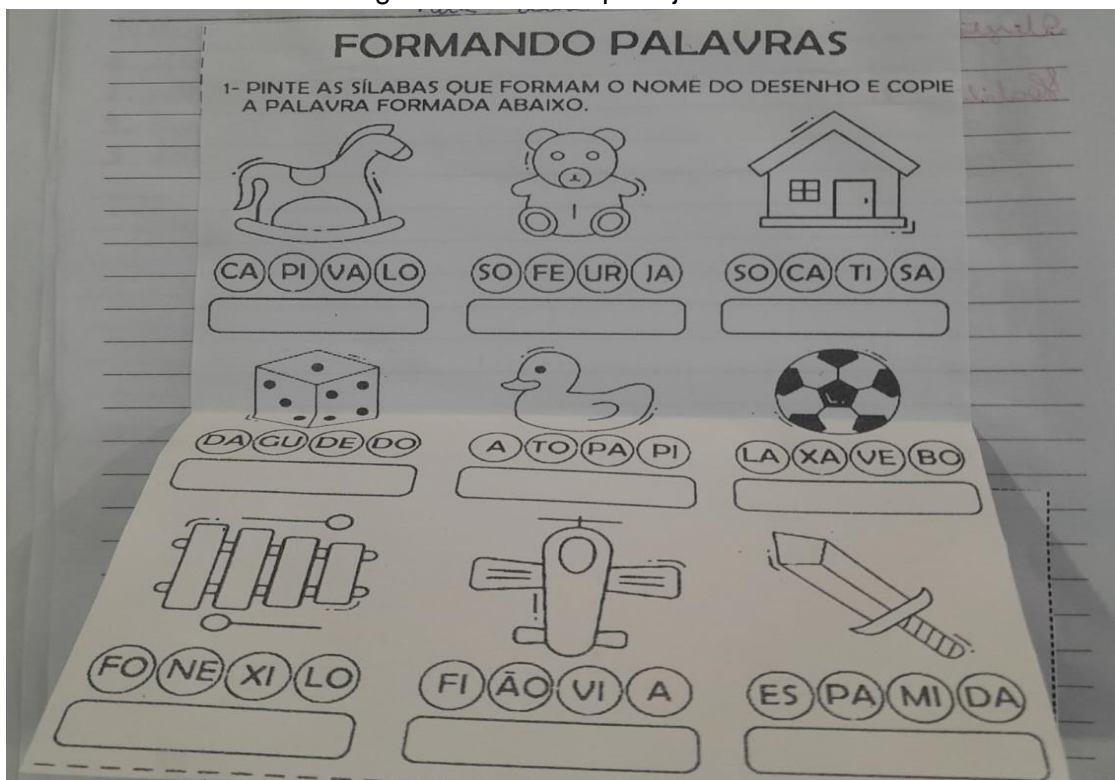 FORMANDO PALAVRAS
1- PINTE AS SÍLABAS QUE FORMAM O NOME DO DESENHO E COPIE
A PALAVRA FORMADA ABAIXO.
CA PI VA LO SO FE UR JA SO CA TI SA
DA GU DE DO A TO PA PI LA XA VE BO
FO NE XI LO FI ÃO VI A ES PA MI DA